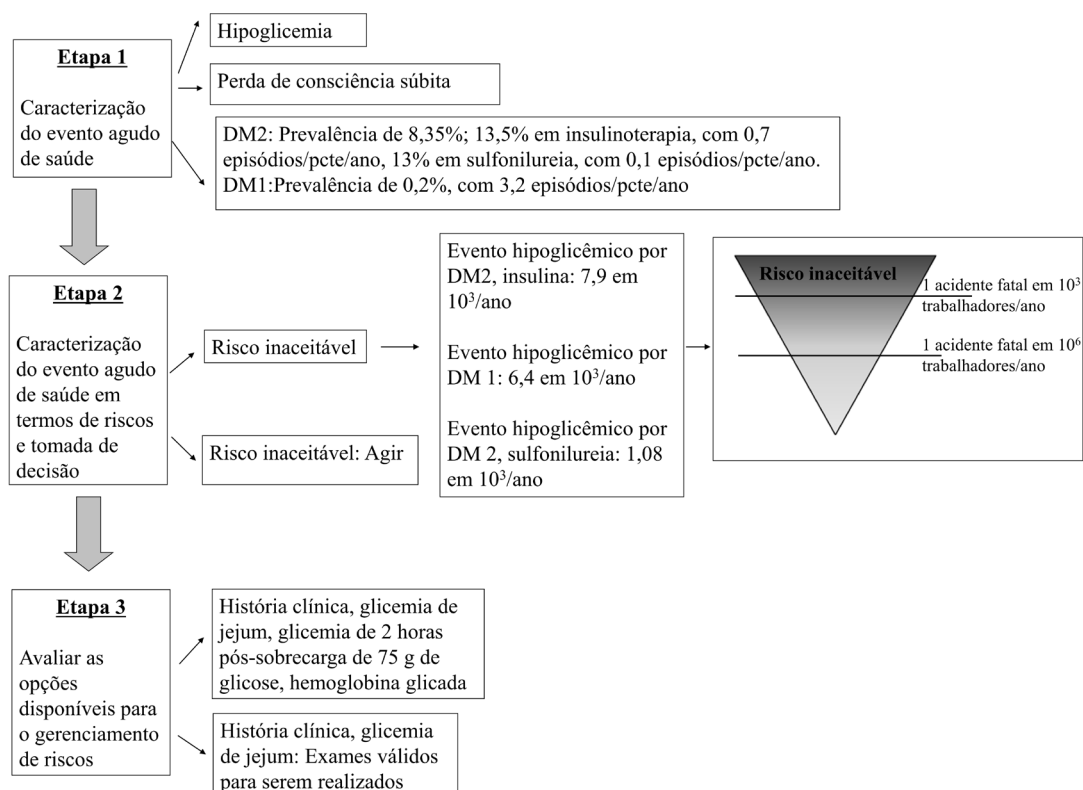 Etapa 1
Caracterização
do evento agudo
de saúde
Hipoglicemia
Perda de consciência súbita
DM2: Prevalência de 8,35%; 13,5% em insulinoterapia, com 0,7
episódios/pcte/ano, 13% em sulfonilureia, com 0,1 episódios/pcte/ano.
DM1:Prevalência de 0,2%, com 3,2 episódios/pcte/ano
Etapa 2
Caracterização
do evento agudo
de saúde em
termos de riscos
e tomada de
decisão
Risco inaceitável
Risco inaceitável: Agir
Evento hipoglicêmico por
DM2, insulina: 7,9 em
10³/ano
Evento hipoglicêmico por
DM 1: 6,4 em 10³/ano
Evento hipoglicêmico por
DM 2, sulfonilureia: 1,08
em 10³/ano
Risco inaceitável
1 acidente fatal em 10³
trabalhadores/ano
1 acidente fatal em 10⁶
trabalhadores/ano
Etapa 3
Avaliar as
opções
disponíveis para
o gerenciamento
de riscos
História clínica, glicemia de
jejum, glicemia de 2 horas
pós-sobrecarga de 75 g de
glicose, hemoglobina glicada
História clínica, glicemia
de jejum: Exames válidos
para serem realizados